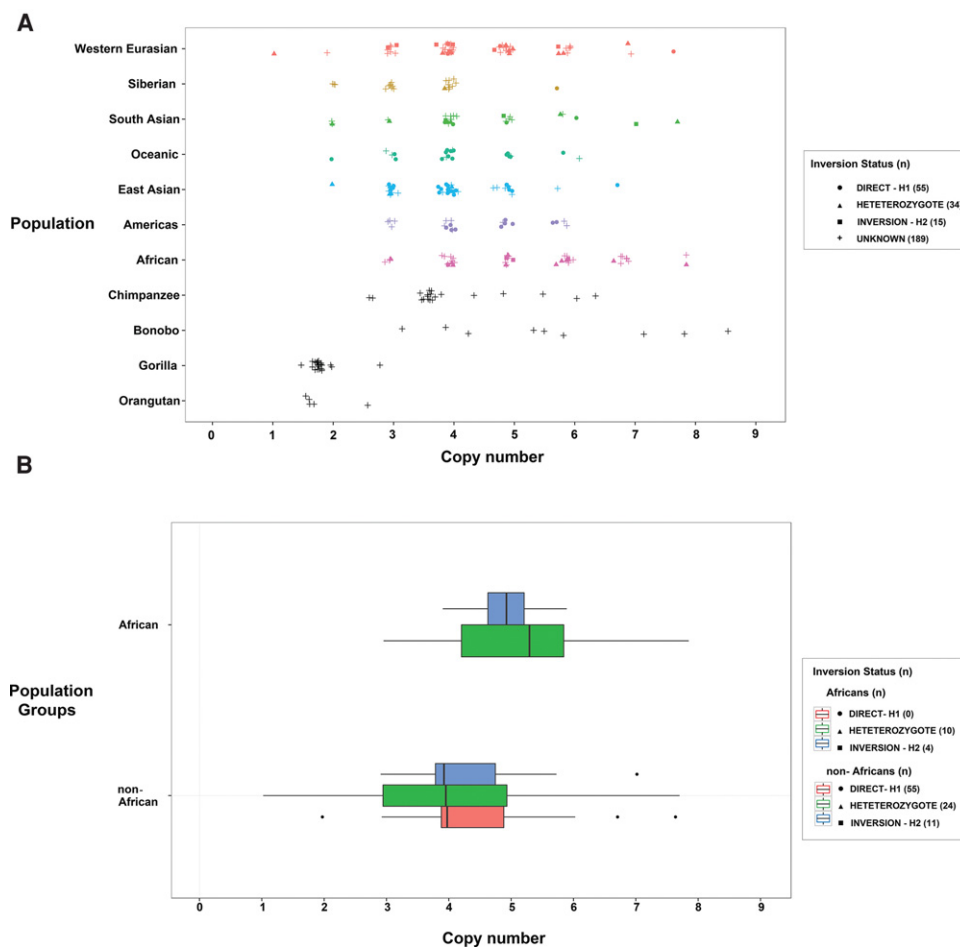 A
Western Eurasian
Siberian
South Asian
Oceanic
East Asian
Americas
African
Chimpanzee
Bonobo
Gorilla
Orangutan
Population
0 1 2 3 4 5 6 7 8 9
Copy number
Inversion Status (n)
DIRECT - H1 (55)
HETETEROZYGOTE (34)
INVERSION - H2 (15)
UNKNOWN (189)
B
African
non-
African
Population
Groups
0 1 2 3 4 5 6 7 8 9
Copy number
Inversion Status (n)
Africans (n)
DIRECT- H1 (0)
HETETEROZYGOTE (10)
INVERSION - H2 (4)
non- Africans (n)
DIRECT- H1 (55)
HETETEROZYGOTE (24)
INVERSION - H2 (11)